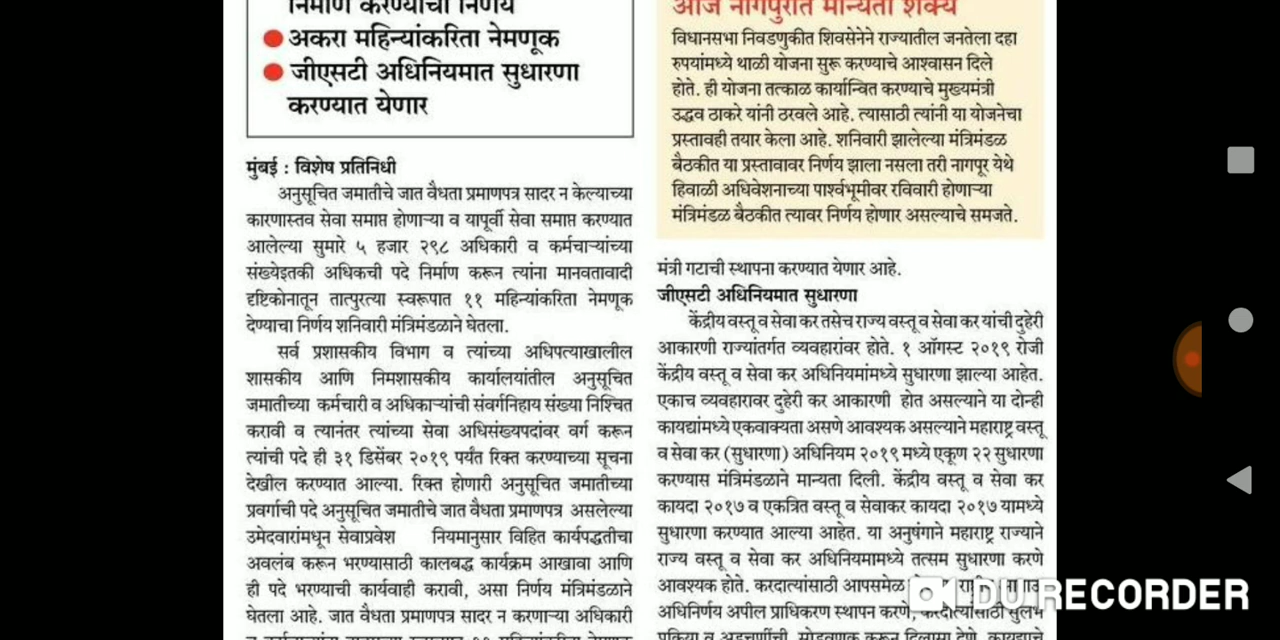 निर्माण करण्याचा निर्णय
अकरा महिन्यांकरिता नेमणूक
जीएसटी अधिनियमात सुधारणा
करण्यात येणार
मुंबई : विशेष प्रतिनिधी
अनुसूचित जमातीचे जात वैधता प्रमाणपत्र सादर न केल्याच्या
कारणास्तव सेवा समाप्त होणाऱ्या व यापूर्वी सेवा समाप्त करण्यात
आलेल्या सुमारे ५ हजार २९८ अधिकारी व कर्मचाऱ्यांच्या
संख्येइतकी अधिकची पदे निर्माण करून त्यांना मानवतावादी
दृष्टिकोनातून तात्पुरत्या स्वरूपात ११ महिन्यांकरिता नेमणूक
देण्याचा निर्णय शनिवारी मंत्रिमंडळाने घेतला.
सर्व प्रशासकीय विभाग व त्यांच्या अधिपत्याखालील
शासकीय आणि निमशासकीय कार्यालयांतील अनुसूचित
जमातीच्या कर्मचारी व अधिकाऱ्यांची संवर्गनिहाय संख्या निश्चित
करावी व त्यानंतर त्यांच्या सेवा अधिसंख्यपदांवर वर्ग करून
त्यांची पदे ही ३१ डिसेंबर २०१९ पर्यंत रिक्त करण्याच्या सूचना
देखील करण्यात आल्या. रिक्त होणारी अनुसूचित जमातीच्या
प्रवर्गाची पदे अनुसूचित जमातीचे जात वैधता प्रमाणपत्र असलेल्या
उमेदवारांमधून सेवाप्रवेश नियमानुसार विहित कार्यपद्धतीचा
अवलंब करून भरण्यासाठी कालबद्ध कार्यक्रम आखावा आणि
ही पदे भरण्याची कार्यवाही करावी, असा निर्णय मंत्रिमंडळाने
घेतला आहे. जात वैधता प्रमाणपत्र सादर न करणाऱ्या अधिकारी
आज नागपुरात मान्यता शक्य
विधानसभा निवडणुकीत शिवसेनेने राज्यातील जनतेला दहा
रुपयांमध्ये थाळी योजना सुरू करण्याचे आश्वासन दिले
होते. ही योजना तत्काळ कार्यान्वित करण्याचे मुख्यमंत्री
उद्धव ठाकरे यांनी ठरवले आहे. त्यासाठी त्यांनी या योजनेचा
प्रस्तावही तयार केला आहे. शनिवारी झालेल्या मंत्रिमंडळ
बैठकीत या प्रस्तावावर निर्णय झाला नसला तरी नागपूर येथे
हिवाळी अधिवेशनाच्या पार्श्वभूमीवर रविवारी होणाऱ्या
मंत्रिमंडळ बैठकीत त्यावर निर्णय होणार असल्याचे समजते.
मंत्री गटाची स्थापना करण्यात येणार आहे.
जीएसटी अधिनियमात सुधारणा
केंद्रीय वस्तू व सेवा कर तसेच राज्य वस्तू व सेवा कर यांची दुहेरी
आकारणी राज्यांतर्गत व्यवहारांवर होते. १ ऑगस्ट २०१९ रोजी
केंद्रीय वस्तू व सेवा कर अधिनियमांमध्ये सुधारणा झाल्या आहेत.
एकाच व्यवहारावर दुहेरी कर आकारणी होत असल्याने या दोन्ही
कायद्यांमध्ये एकवाक्यता असणे आवश्यक असल्याने महाराष्ट्र वस्तू
व सेवा कर (सुधारणा) अधिनियम २०१९ मध्ये एकूण २२ सुधारणा
करण्यास मंत्रिमंडळाने मान्यता दिली. केंद्रीय वस्तू व सेवा कर
कायदा २०१७ व एकत्रित वस्तू व सेवाकर कायदा २०१७ यामध्ये
सुधारणा करण्यात आल्या आहेत. या अनुषंगाने महाराष्ट्र राज्याने
राज्य वस्तू व सेवा कर अधिनियमामध्ये तत्सम सुधारणा करणे
आवश्यक होते. करदात्यांसाठी आपसमेळ
अधिनिर्णय अपील प्राधिकरण स्थापन करणे, करदात्यांसाठी सुलभ
प्रक्रिया व अडचणींची सोडवणूक करून दिलासा देणे, कायद्याचे
DU RECORDER